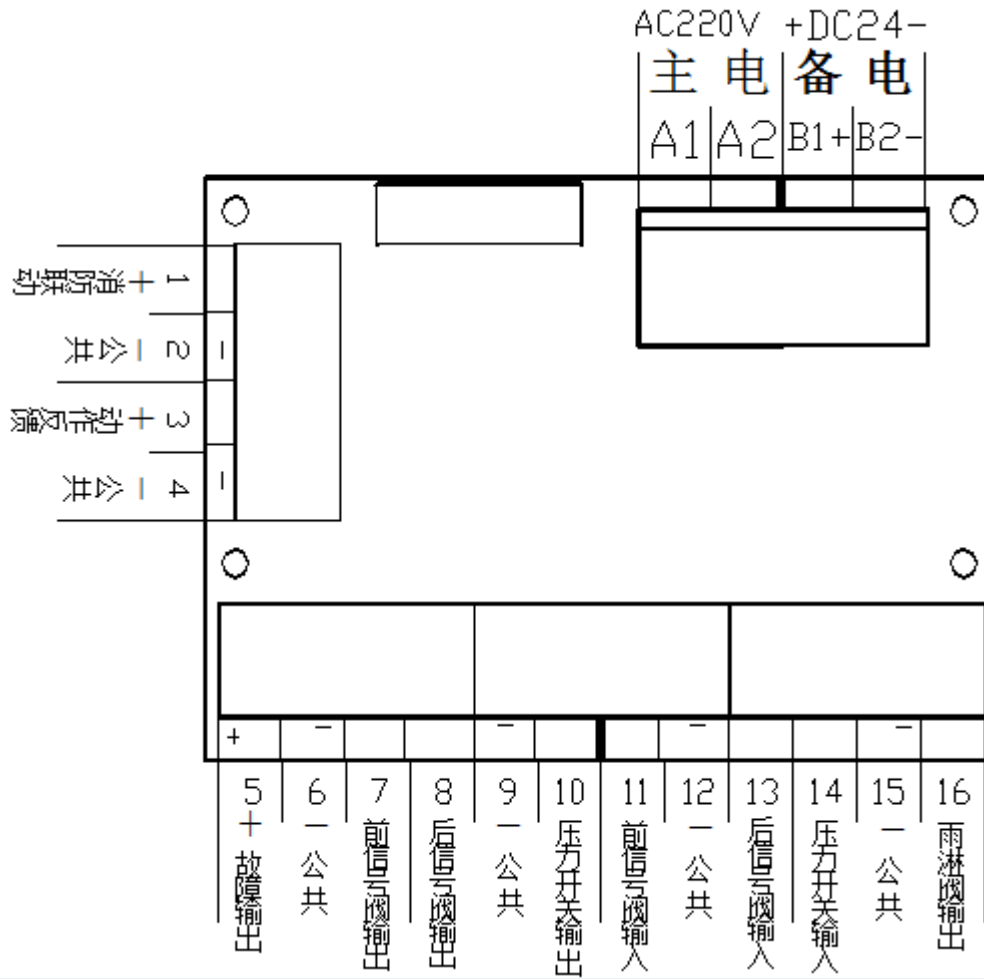 AC220V +DC24-
主 电 备 电
A1 A2 B1+ B2-
1 + 消防联动
2 - 公共
3 + 动作反馈
4 - 公共
-
-
+ - - - -
5 + 故障输出
6 - 公共
7 前信号阀输出
8 后信号阀输出
9 - 公共
10 压力开关输出
11 前信号阀输入
12 - 公共
13 后信号阀输入
14 压力开关输入
15 - 公共
16 雨淋阀输出